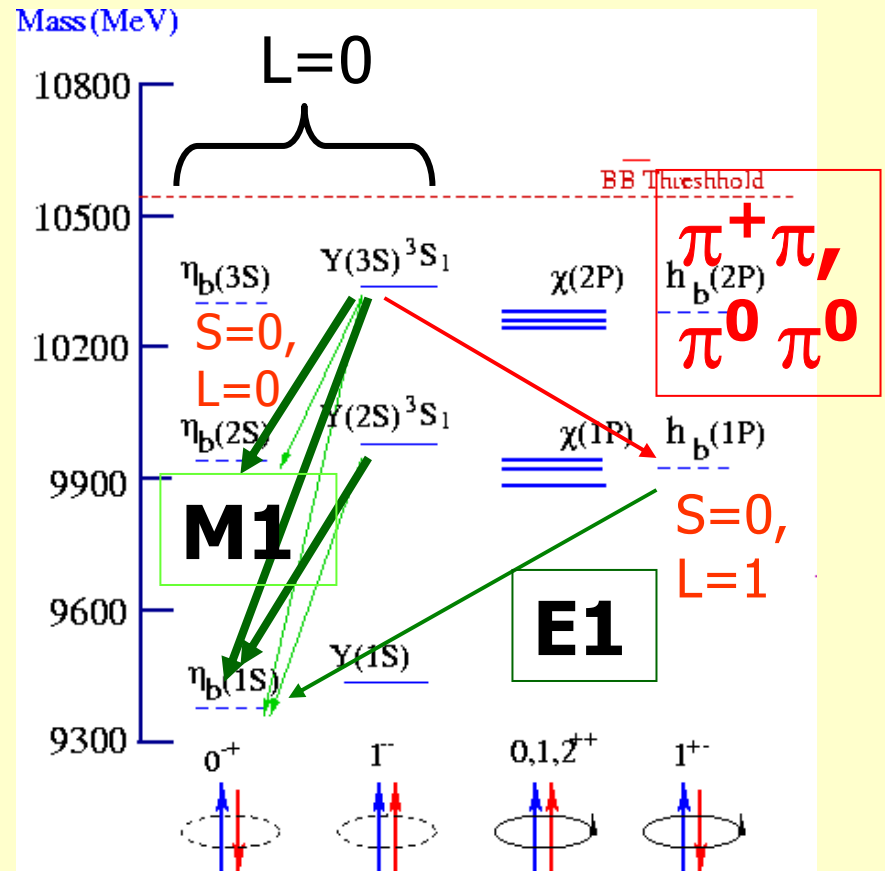 Mass(MeV)
L=0
10800
BB Threshhold
10500
π⁺π,
π⁰ π⁰
ηb(3S)
Υ(3S) ³S₁
χ(2P)
hb(2P)
S=0,
L=0
10200
ηb(2S)
Υ(2S) ³S₁
χ(1P)
hb(1P)
9900
M1
S=0,
L=1
9600
E1
ηb(1S)
Υ(1S)
9300
0⁻⁺
1⁻⁻
0,1,2⁺⁺
1⁺⁻